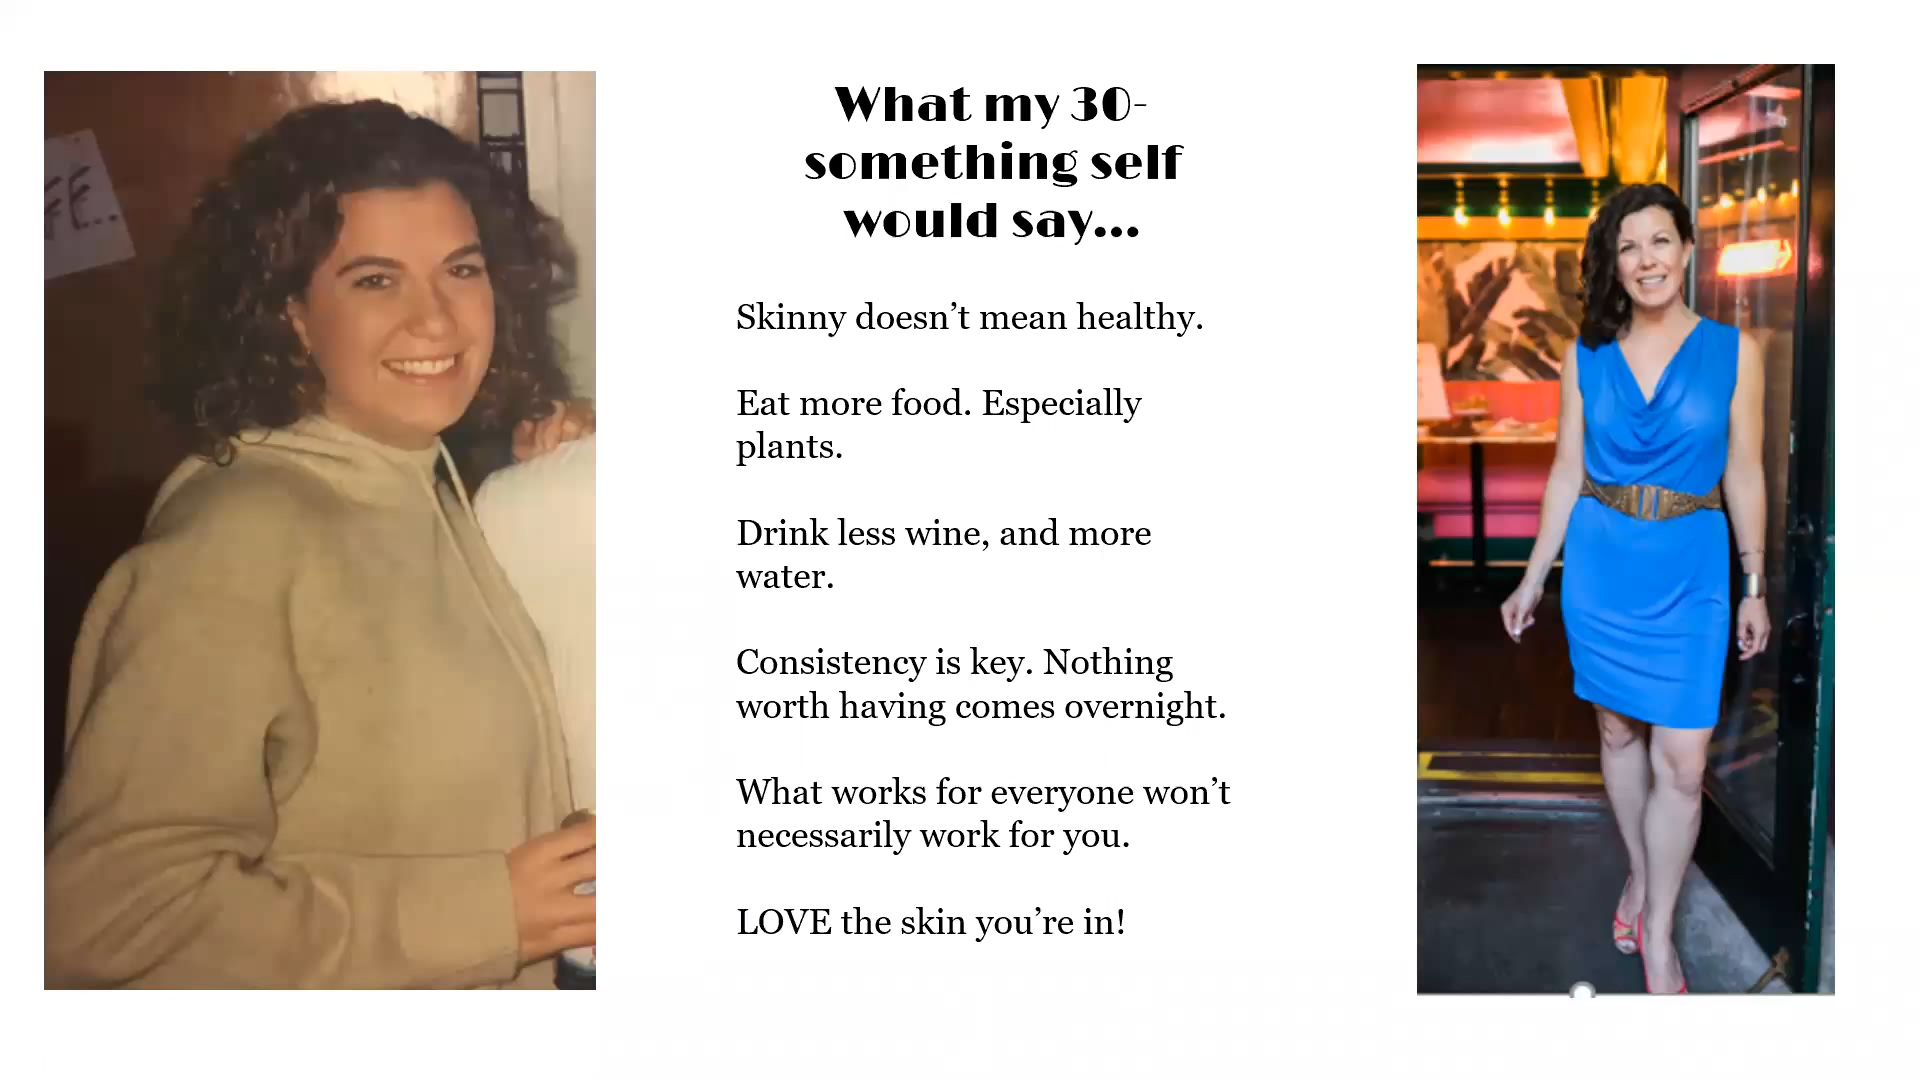 FE...
What my 30-
something self
would say...
Skinny doesn’t mean healthy.
Eat more food. Especially
plants.
Drink less wine, and more
water.
Consistency is key. Nothing
worth having comes overnight.
What works for everyone won’t
necessarily work for you.
LOVE the skin you’re in!